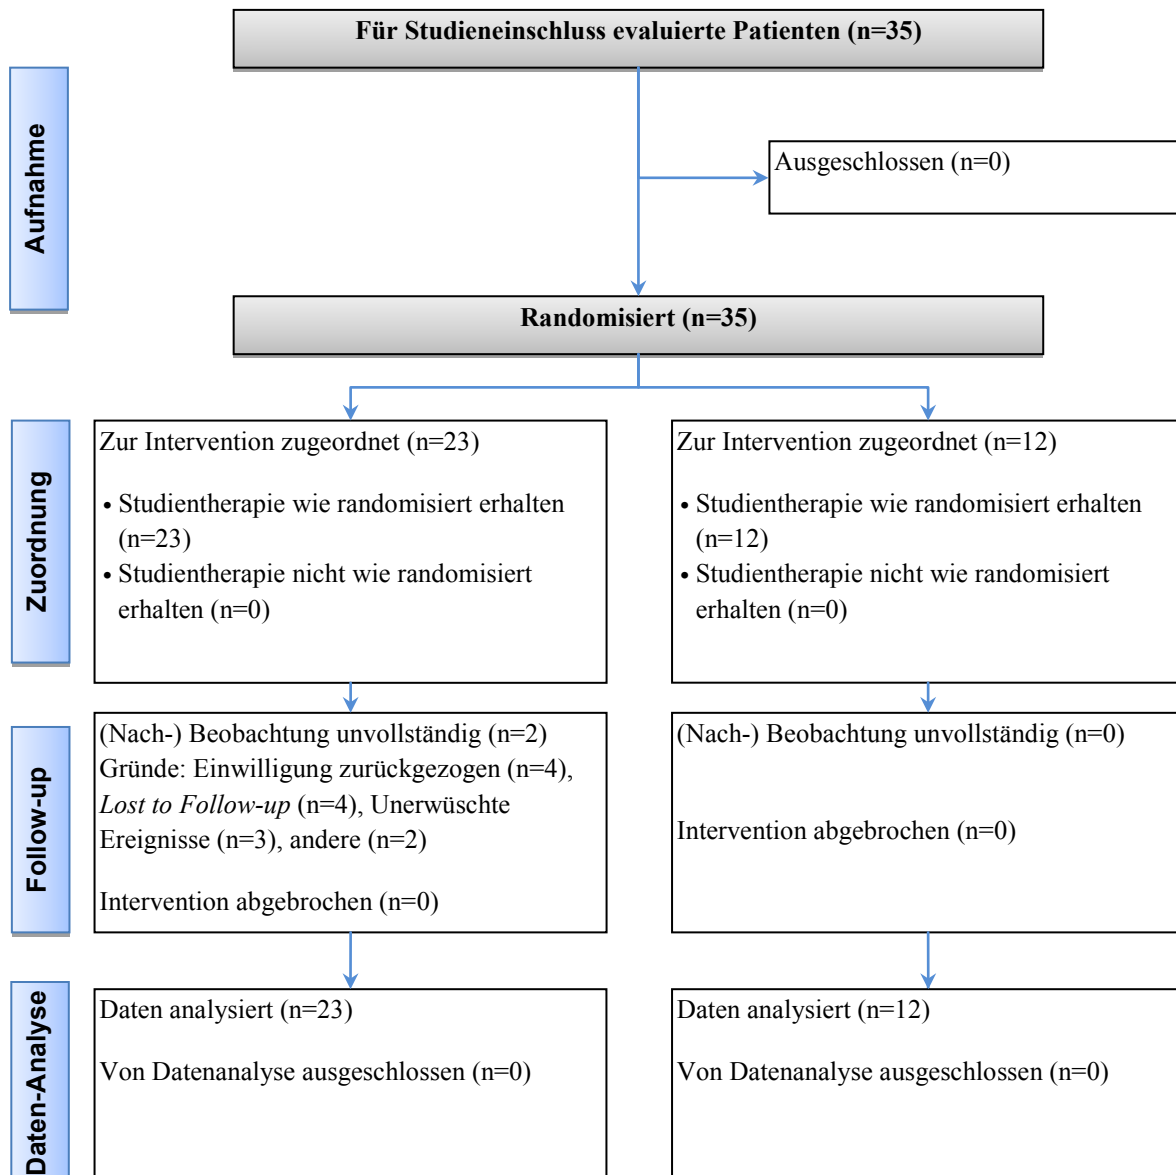 Für Studieneinschluss evaluierte Patienten (n=35)
Aufnahme
Ausgeschlossen (n=0)
Randomisiert (n=35)
Zuordnung
Zur Intervention zugeordnet (n=23)
• Studientherapie wie randomisiert erhalten
(n=23)
• Studientherapie nicht wie randomisiert
erhalten (n=0)
Zur Intervention zugeordnet (n=12)
• Studientherapie wie randomisiert erhalten
(n=12)
• Studientherapie nicht wie randomisiert
erhalten (n=0)
Follow-up
(Nach-) Beobachtung unvollständig (n=2)
Gründe: Einwilligung zurückgezogen (n=4),
Lost to Follow-up (n=4), Unerwüschte
Ereignisse (n=3), andere (n=2)
Intervention abgebrochen (n=0)
(Nach-) Beobachtung unvollständig (n=0)
Intervention abgebrochen (n=0)
Daten-Analyse
Daten analysiert (n=23)
Von Datenanalyse ausgeschlossen (n=0)
Daten analysiert (n=12)
Von Datenanalyse ausgeschlossen (n=0)